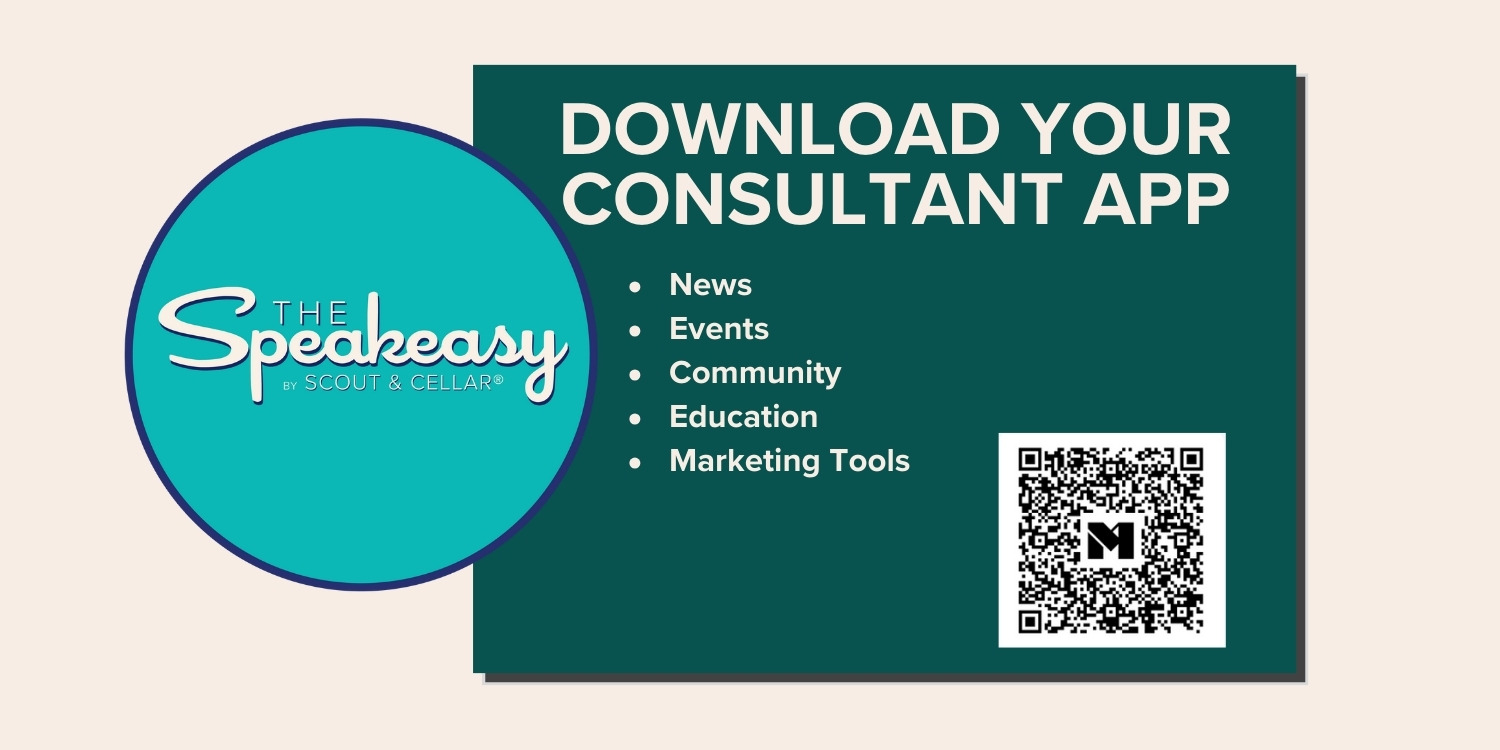 THE
Speakeasy
BY SCOUT & CELLAR®
DOWNLOAD YOUR
CONSULTANT APP
• News
• Events
• Community
• Education
• Marketing Tools
M